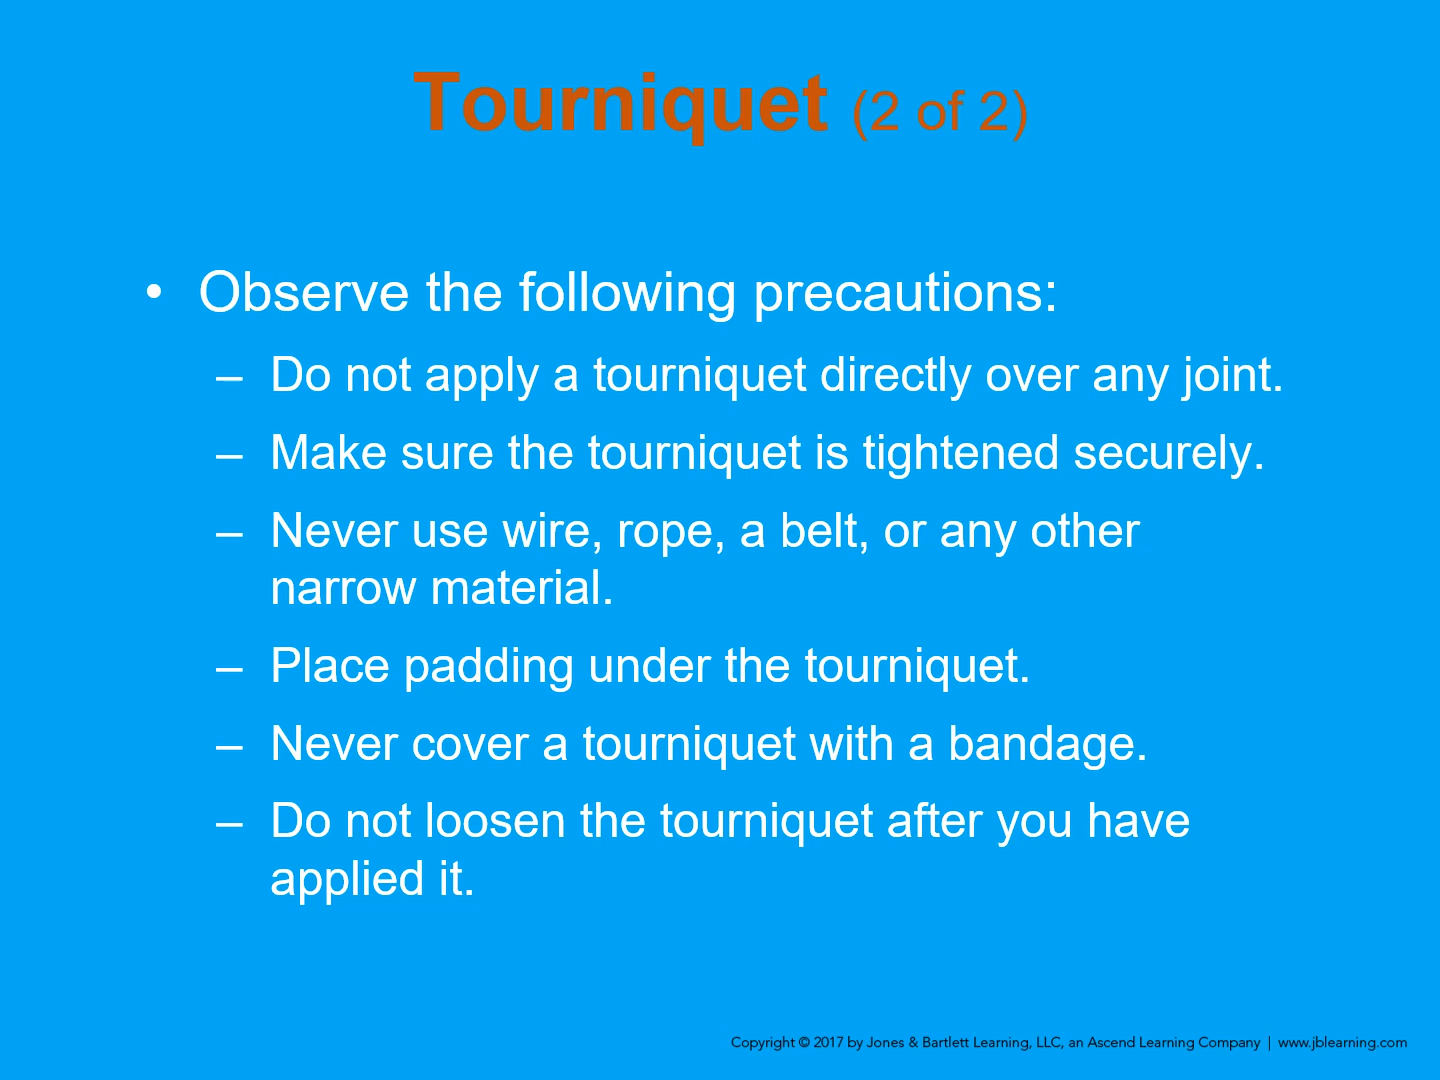 Tourniquet (2 of 2)
• Observe the following precautions:
– Do not apply a tourniquet directly over any joint.
– Make sure the tourniquet is tightened securely.
– Never use wire, rope, a belt, or any other
narrow material.
– Place padding under the tourniquet.
– Never cover a tourniquet with a bandage.
– Do not loosen the tourniquet after you have
applied it.
Copyright © 2017 by Jones & Bartlett Learning, LLC, an Ascend Learning Company | www.jblearning.com